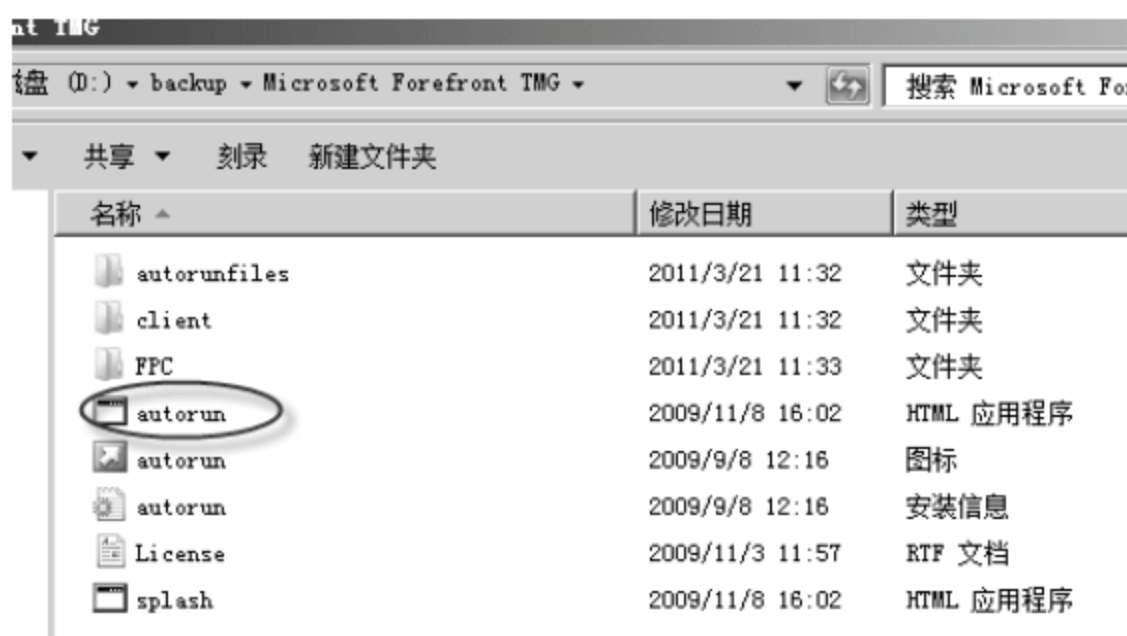 nt TMG
盘 (D:) backup Microsoft Forefront TMG 搜索 Microsoft For
共享 刻录 新建文件夹
名称 修改日期 类型
autorunfiles 2011/3/21 11:32 文件夹
client 2011/3/21 11:32 文件夹
FPC 2011/3/21 11:33 文件夹
autorun 2009/11/8 16:02 HTML 应用程序
autorun 2009/9/8 12:16 图标
autorun 2009/9/8 12:16 安装信息
License 2009/11/3 11:57 RTF 文档
splash 2009/11/8 16:02 HTML 应用程序